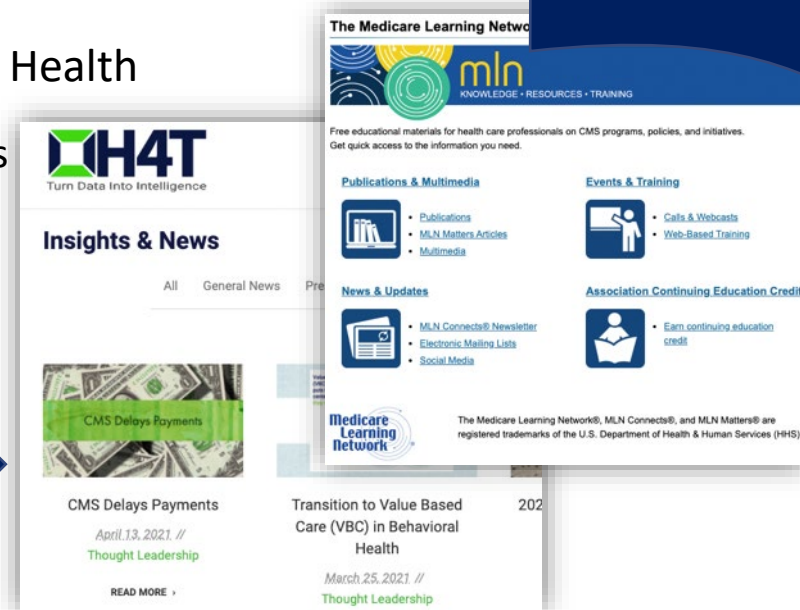 Health
s
H4T
Turn Data Into Intelligence
Insights & News
All General News Pre
CMS Delays Payments
CMS Delays Payments
April 13, 2021 //
Thought Leadership
READ MORE ›
Transition to Value Based
Care (VBC) in Behavioral
Health
March 25, 2021 //
Thought Leadership
202
The Medicare Learning Netwo
mln
KNOWLEDGE • RESOURCES • TRAINING
Free educational materials for health care professionals on CMS programs, policies, and initiatives.
Get quick access to the information you need.
Publications & Multimedia
• Publications
• MLN Matters Articles
• Multimedia
Events & Training
• Calls & Webcasts
• Web-Based Training
News & Updates
• MLN Connects® Newsletter
• Electronic Mailing Lists
• Social Media
Association Continuing Education Credit
• Earn continuing education
credit
Medicare
Learning
Network
The Medicare Learning Network®, MLN Connects®, and MLN Matters® are
registered trademarks of the U.S. Department of Health & Human Services (HHS)